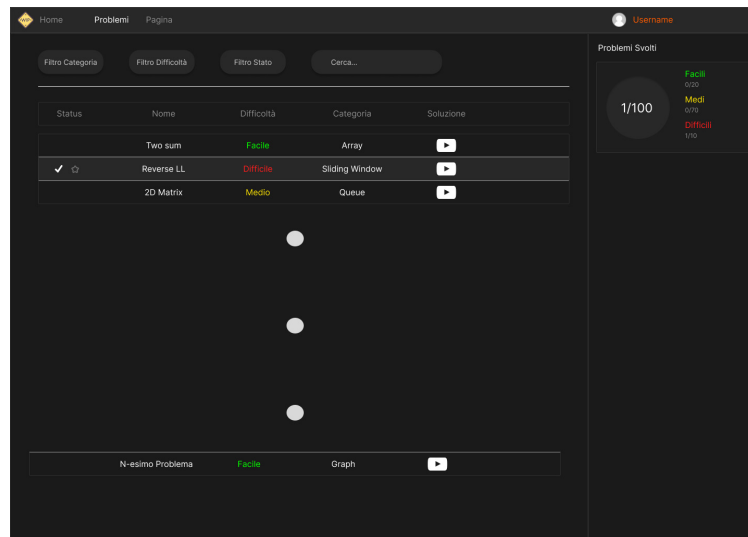 Home Problemi Pagina Username
Filtro Categoria Filtro Difficoltà Filtro Stato Cerca...
Status Nome Difficoltà Categoria Soluzione
Two sum Facile Array
Reverse LL Difficile Sliding Window
2D Matrix Medio Queue
N-esimo Problema Facile Graph
Problemi Svolti
1/100
Facili
0/20
Medi
0/70
Difficili
1/10